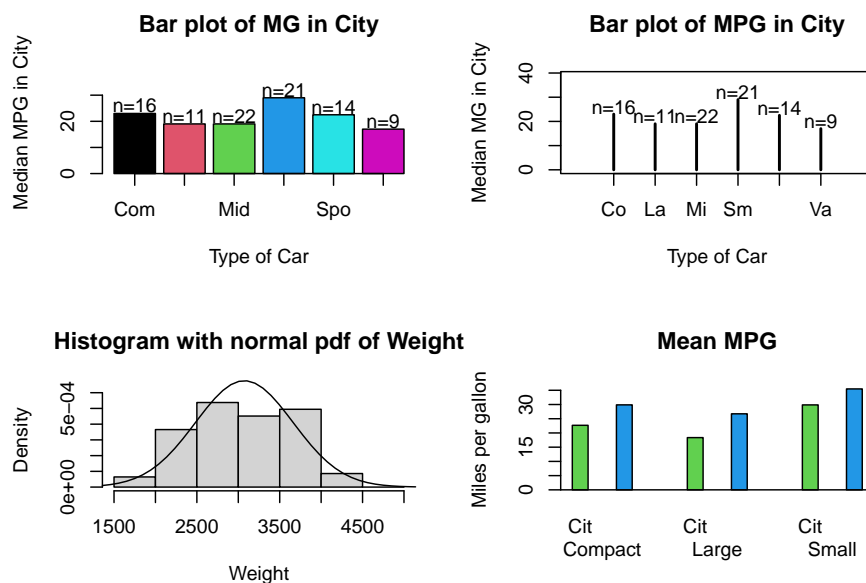 Bar plot of MG in City
Median MPG in City
0 20
n=16 n=11 n=22 n=21 n=14 n=9
Com Mid Spo
Type of Car
Bar plot of MPG in City
Median MG in City
0 20 40
n=16 n=11 n=22 n=21 n=14 n=9
Co La Mi Sm Va
Type of Car
Histogram with normal pdf of Weight
Density
0e+00 5e−04
1500 2500 3500 4500
Weight
Mean MPG
Miles per gallon
0 15 30
Cit Cit Cit
Compact Large Small